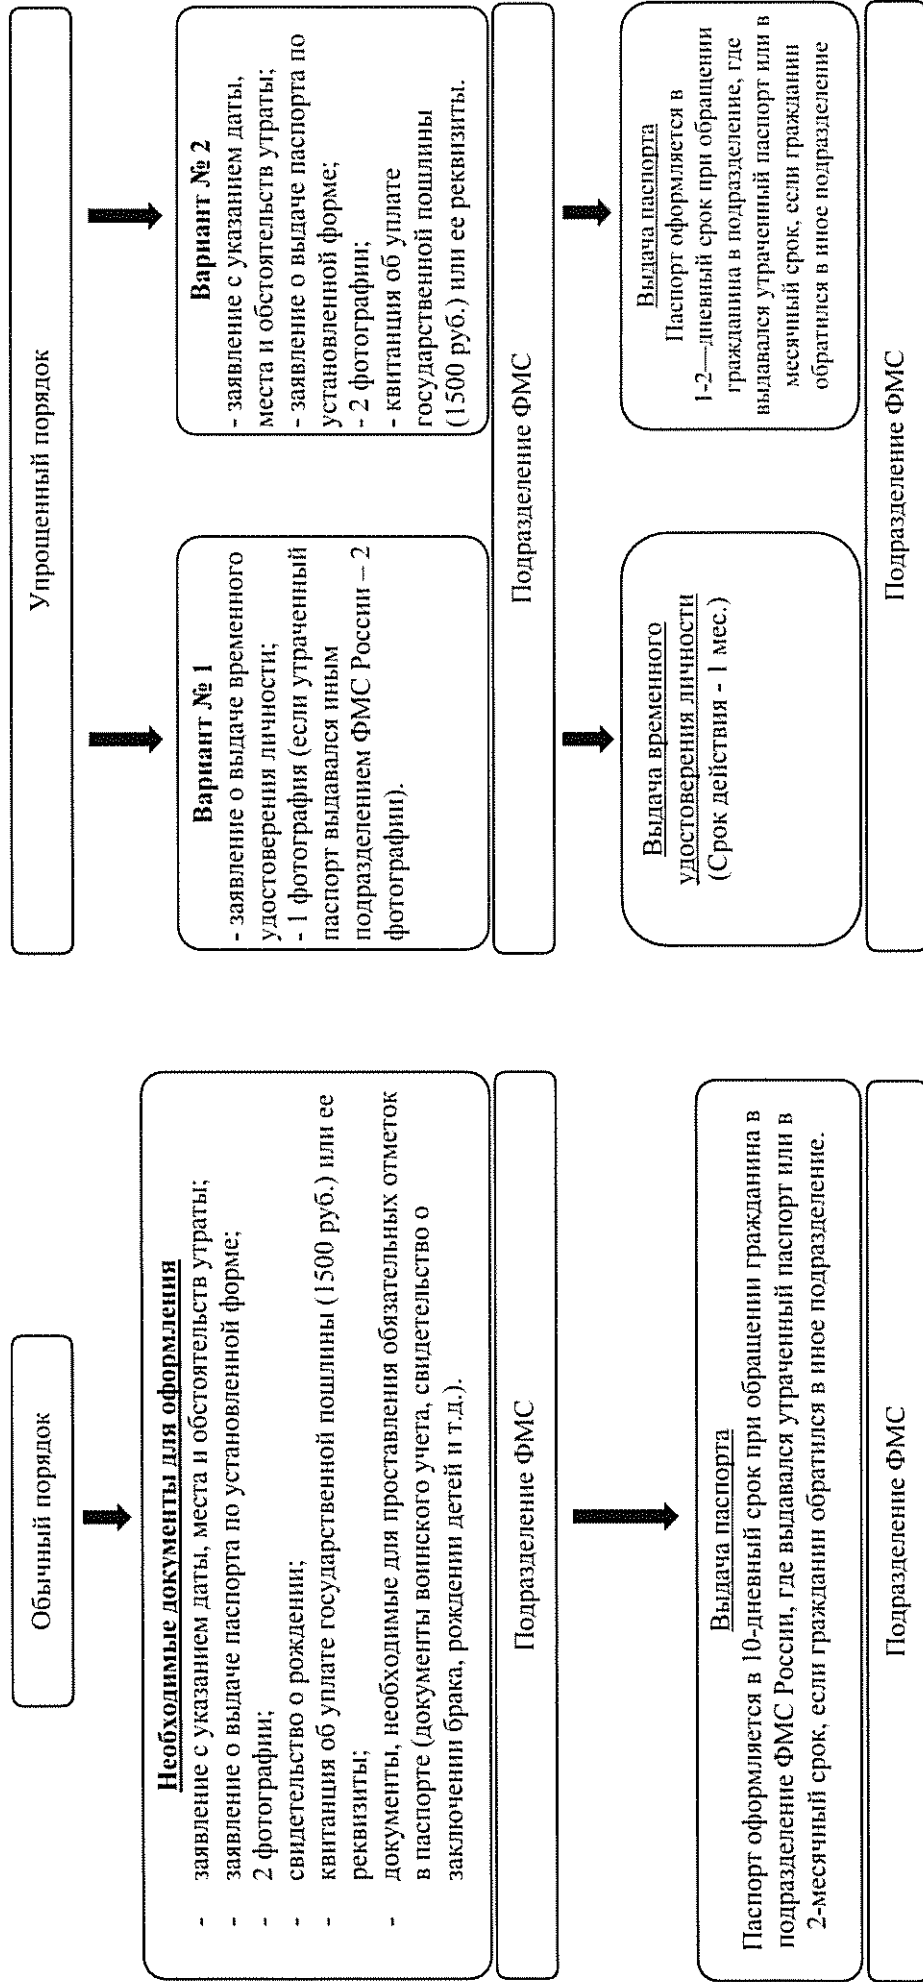 Обычный порядок
Необходимые документы для оформления
- заявление с указанием даты, места и обстоятельств утраты;
- заявление о выдаче паспорта по установленной форме;
- 2 фотографии;
- свидетельство о рождении;
- квитанция об уплате государственной пошлины (1500 руб.) или ее
реквизиты;
- документы, необходимые для проставления обязательных отметок
в паспорте (документы воинского учета, свидетельство о
заключении брака, рождении детей и т.д.).
Подразделение ФМС
Выдача паспорта
Паспорт оформляется в 10-дневный срок при обращении гражданина в
подразделение ФМС России, где выдавался утраченный паспорт или в
2-месячный срок, если гражданин обратился в иное подразделение.
Подразделение ФМС
Упрошенный порядок
Вариант № 1
- заявление о выдаче временного
удостоверения личности;
- 1 фотография (если утраченный
паспорт выдавался иным
подразделением ФМС России – 2
фотографии).
Вариант № 2
- заявление с указанием даты,
места и обстоятельств утраты;
- заявление о выдаче паспорта по
установленной форме;
- 2 фотографии;
- квитанция об уплате
государственной пошлины
(1500 руб.) или ее реквизиты.
Подразделение ФМС
Выдача временного
удостоверения личности
(Срок действия - 1 мес.)
Выдача паспорта
Паспорт оформляется в
1-2—дневный срок при обращении
гражданина в подразделение, где
выдавался утраченный паспорт или в
месячный срок, если гражданин
обратился в иное подразделение
Подразделение ФМС